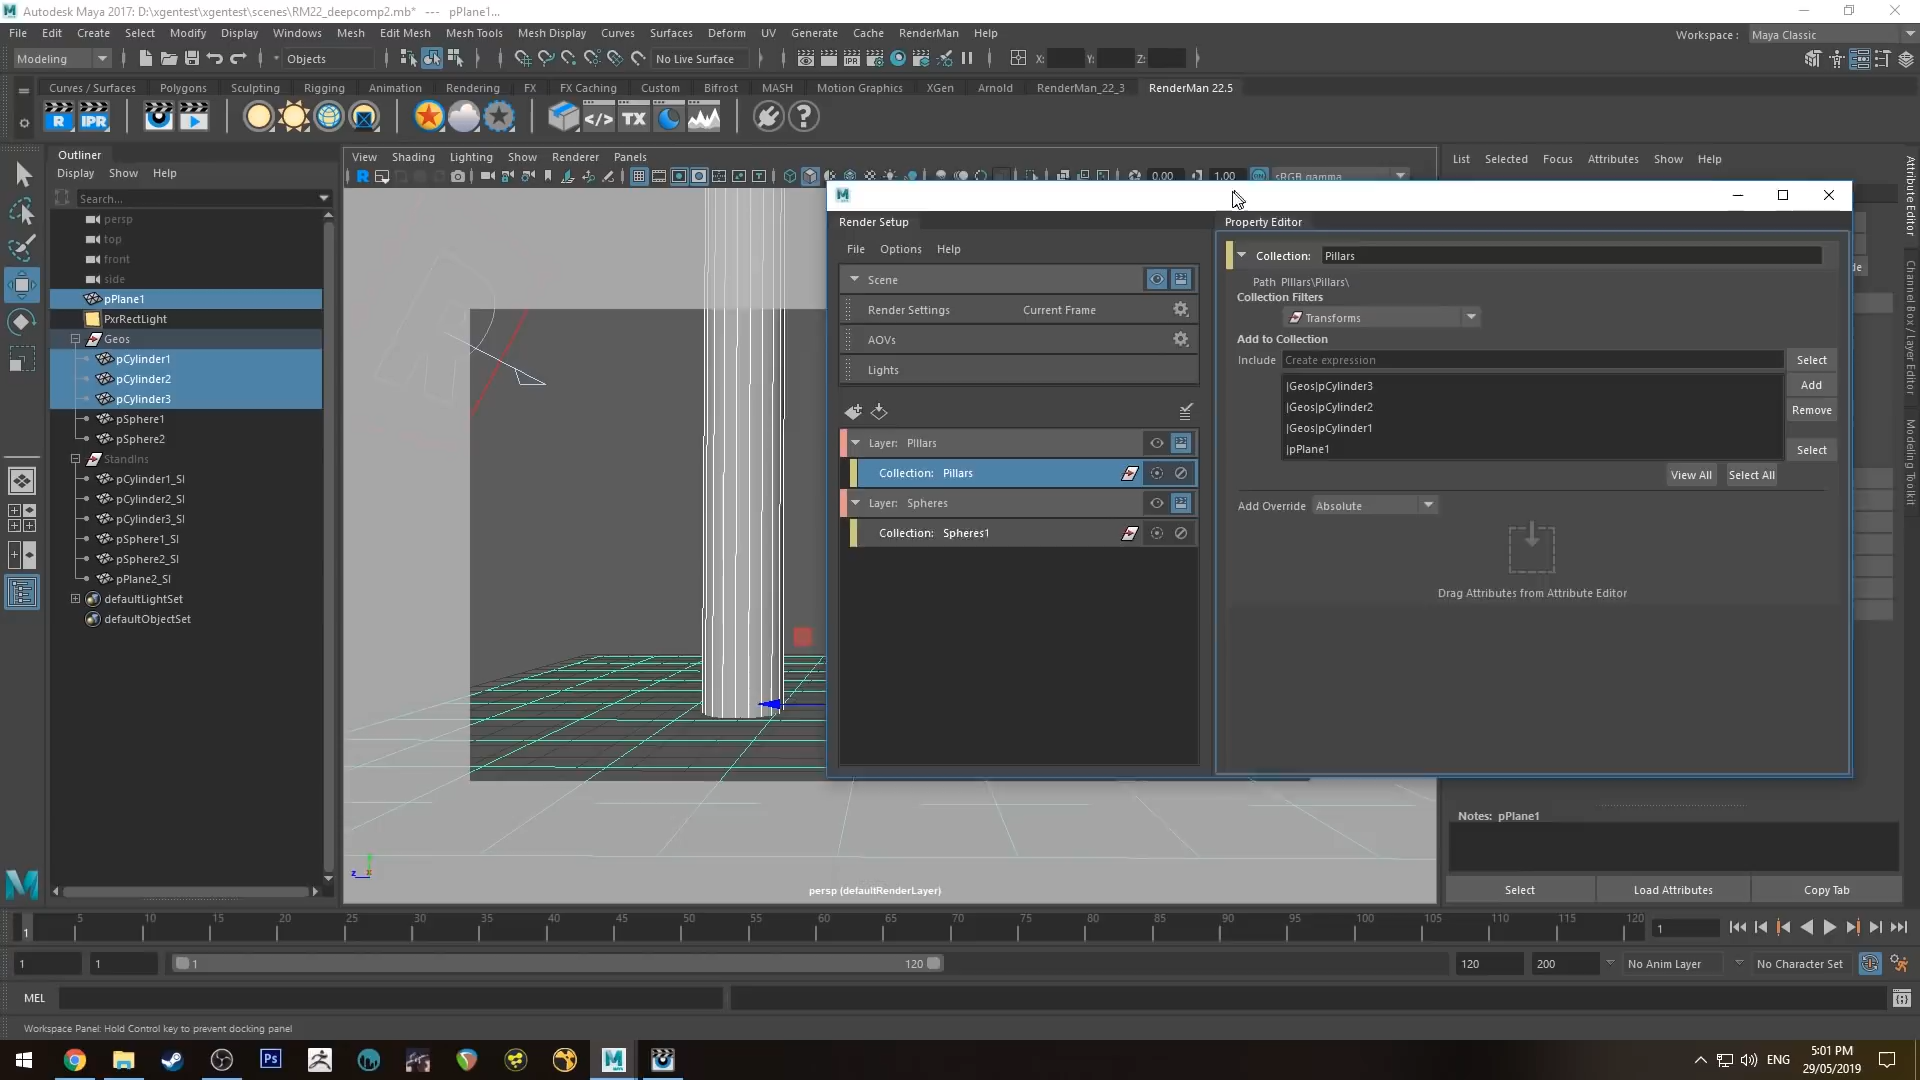 Autodesk Maya 2017: D:\xgentest\xgentest\scenes\RM22_deepcomp2.mb* --- pPlane1...
File Edit Create Select Modify Display Windows Mesh Edit Mesh Mesh Tools Mesh Display Curves Surfaces Deform UV Generate Cache RenderMan Help
Workspace : Maya Classic
Modeling Objects No Live Surface X: Y: Z:
Curves / Surfaces Polygons Sculpting Rigging Animation Rendering FX FX Caching Custom Bifrost MASH Motion Graphics XGen Arnold RenderMan_22_3 RenderMan 22.5
R IPR </> TX ?
Outliner
Display Show Help
Search...
persp
top
front
side
pPlane1
PxrRectLight
Geos
pCylinder1
pCylinder2
pCylinder3
pSphere1
pSphere2
StandIns
pCylinder1_SI
pCylinder2_SI
pCylinder3_SI
pSphere1_SI
pSphere2_SI
pPlane2_SI
defaultLightSet
defaultObjectSet
View Shading Lighting Show Renderer Panels
0.00 1.00 sRGB gamma
persp (defaultRenderLayer)
Render Setup
File Options Help
Scene
Render Settings Current Frame
AOVs
Lights
Layer: PIllars
Collection: Pillars
Layer: Spheres
Collection: Spheres1
Property Editor
Collection: Pillars
Path PIllars\Pillars\
Collection Filters
Transforms
Add to Collection
Include Create expression Select
|Geos|pCylinder3 Add
|Geos|pCylinder2 Remove
|Geos|pCylinder1
|pPlane1 Select
View All Select All
Add Override Absolute
Drag Attributes from Attribute Editor
List Selected Focus Attributes Show Help
Attribute Editor
Channel Box / Layer Editor
Modeling Toolkit
Notes: pPlane1
Select Load Attributes Copy Tab
5 10 15 20 25 30 35 40 45 50 55 60 65 70 75 80 85 90 95 100 105 110 115 120
1 1
1 1 1 120 120 200 No Anim Layer No Character Set
MEL
Workspace Panel: Hold Control key to prevent docking panel
ENG 5:01 PM
29/05/2019